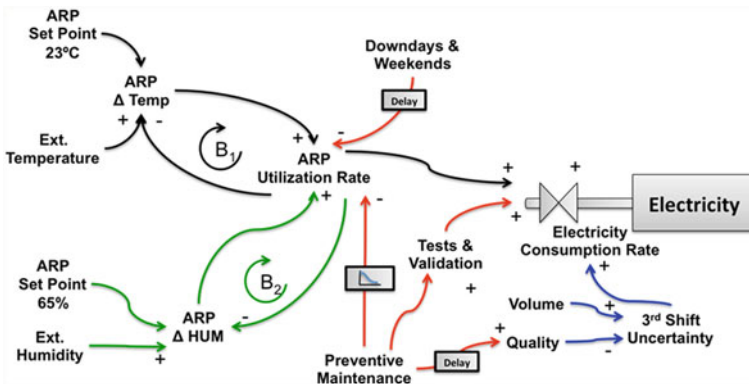 ARP
Set Point
23ºC
+
ARP
Δ Temp
+
-
Ext.
Temperature
B1
Downdays &
Weekends
Delay
+
-
ARP
Utilization Rate
+
-
+
+
+
Electricity
Electricity
Consumption Rate
+
Tests &
Validation
+
ARP
Set Point
65%
B2
-
ARP
Δ HUM
Ext.
Humidity
+
Preventive
Maintenance
Delay
+
Quality
Volume
+
-
3rd Shift
Uncertainty